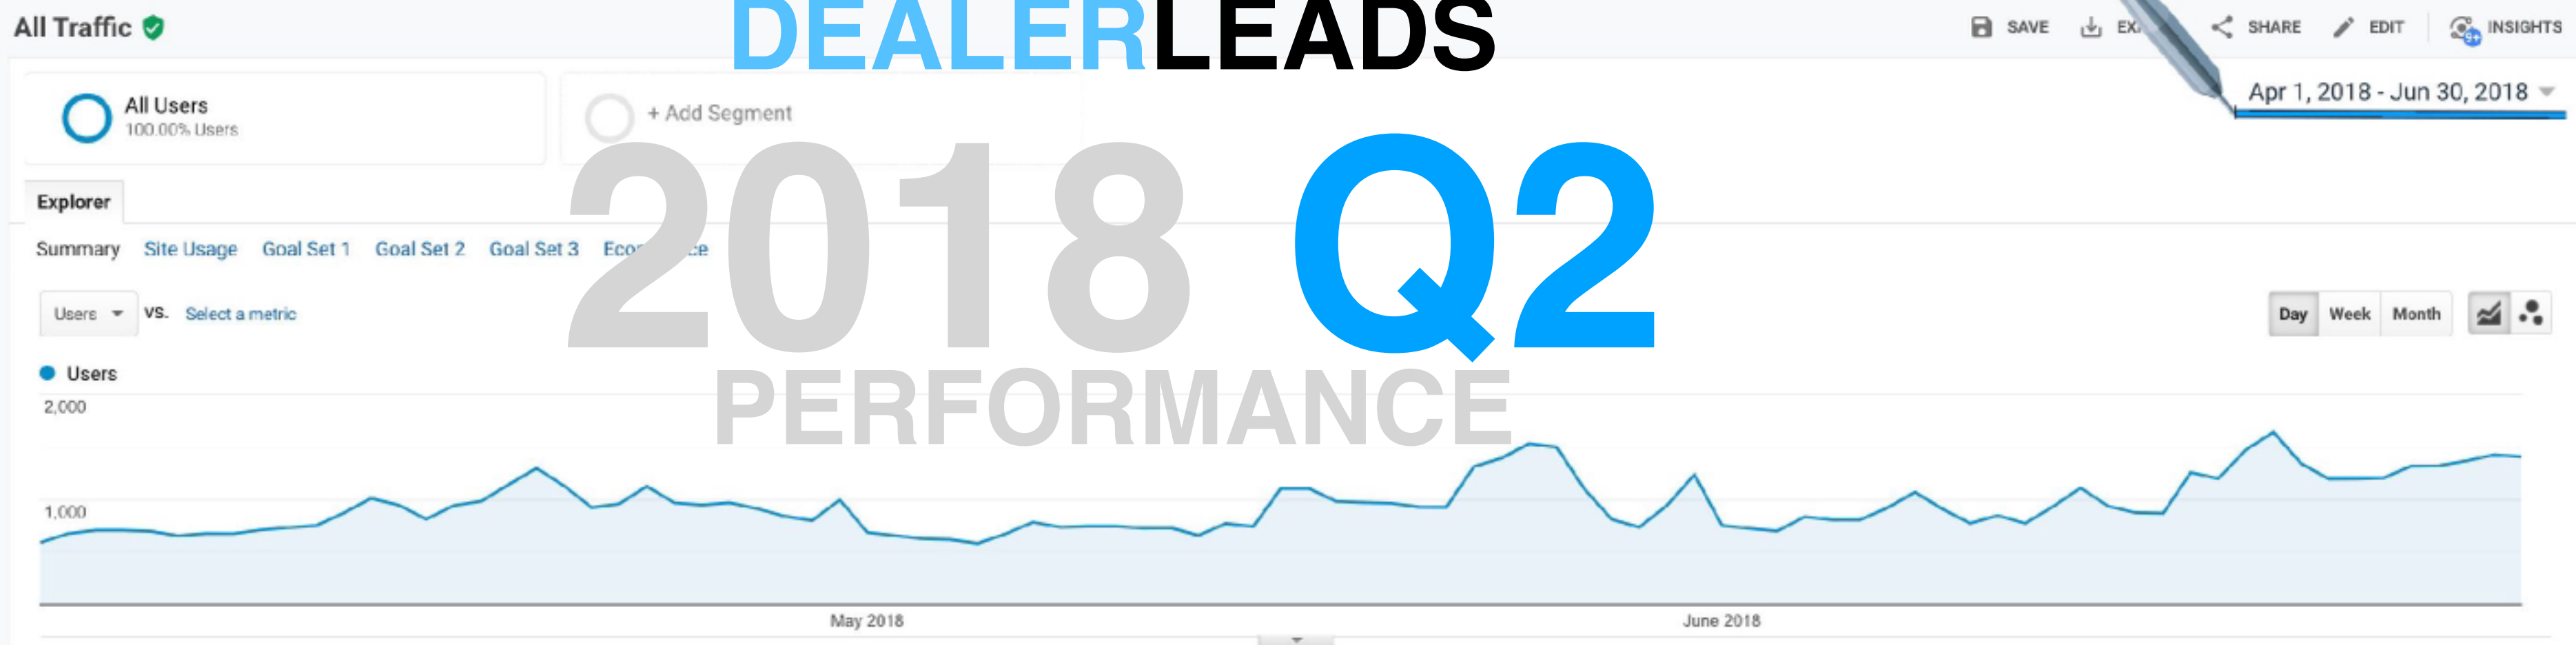 All Traffic
DEALERLEADS
SAVE
SHARE
EDIT
9+
INSIGHTS
All Users
100.00% Users
+ Add Segment
Apr 1, 2018 - Jun 30, 2018
2018 Q2
Explorer
Summary Site Usage Goal Set 1 Goal Set 2 Goal Set 3
Users VS. Select a metric
Day Week Month
Users
PERFORMANCE
2,000
1,000
May 2018
June 2018